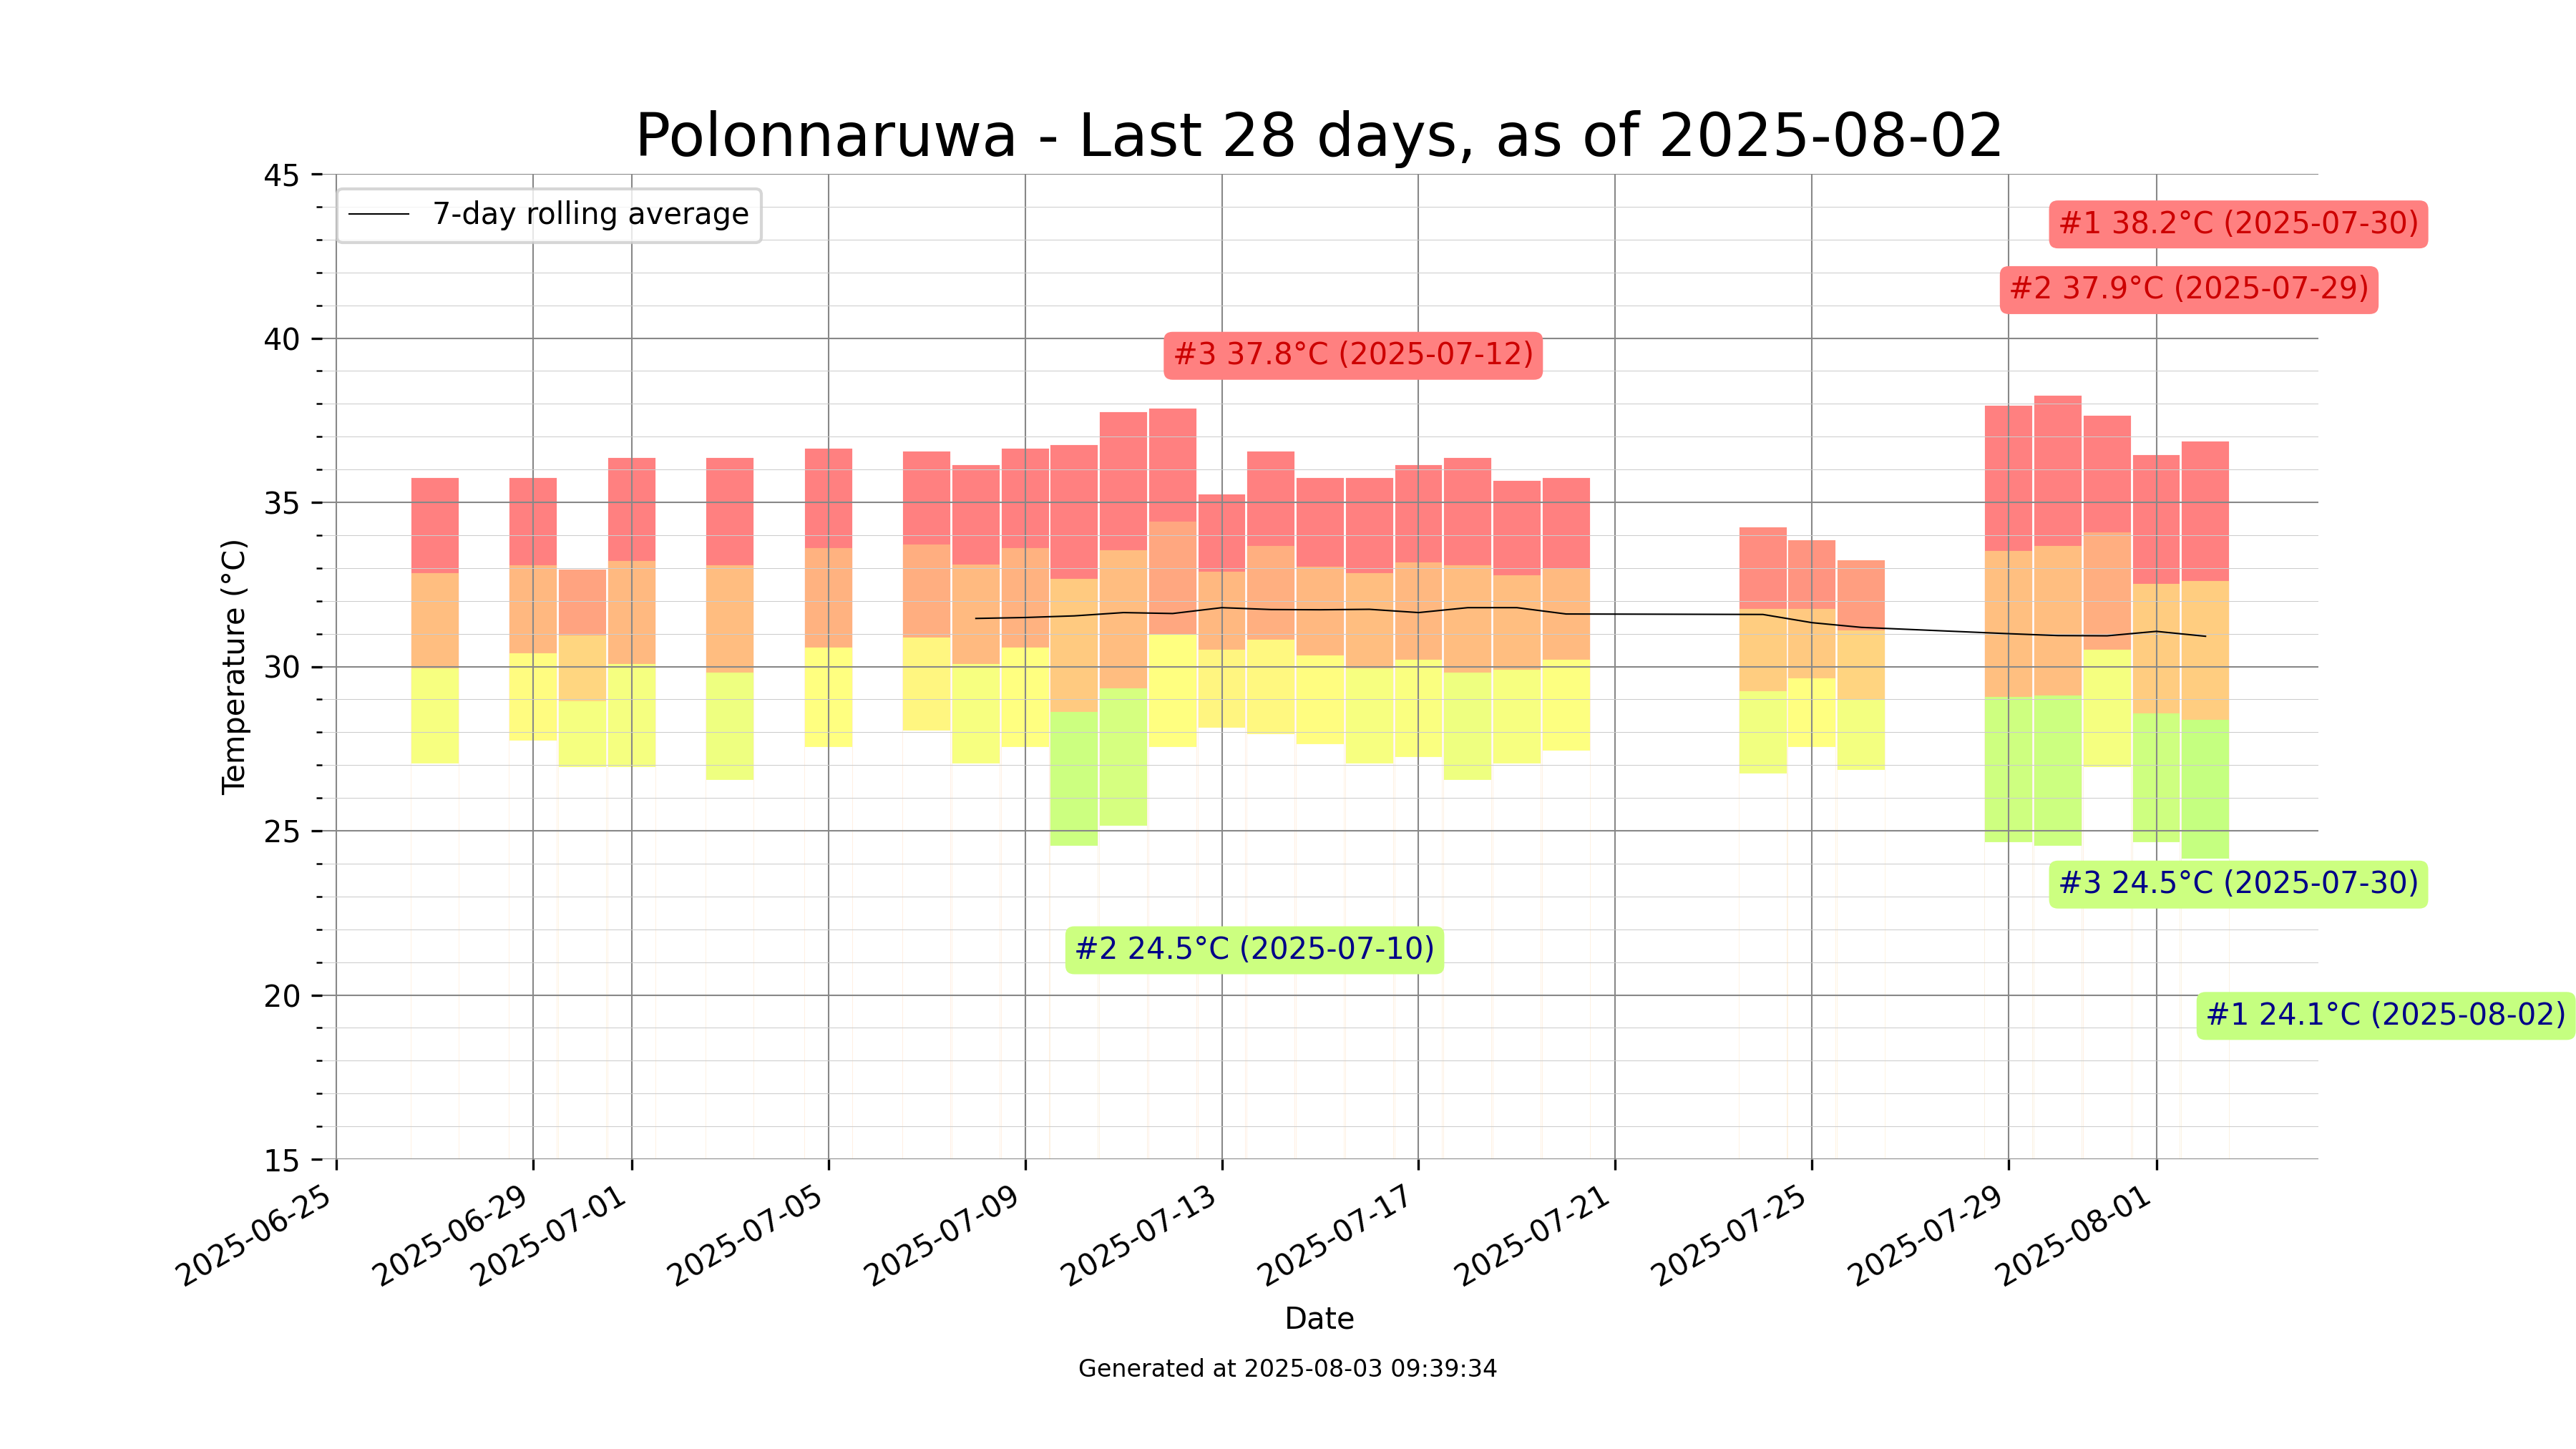 Polonnaruwa - Last 28 days, as of 2025-08-02
45
7-day rolling average
#1 38.2°C (2025-07-30)
#2 37.9°C (2025-07-29)
40
#3 37.8°C (2025-07-12)
35
Temperature (°C)
30
25
#3 24.5°C (2025-07-30)
#2 24.5°C (2025-07-10)
20
#1 24.1°C (2025-08-02)
15
2025-06-25
2025-06-29
2025-07-01
2025-07-05
2025-07-09
2025-07-13
2025-07-17
2025-07-21
2025-07-25
2025-07-29
2025-08-01
Date
Generated at 2025-08-03 09:39:34